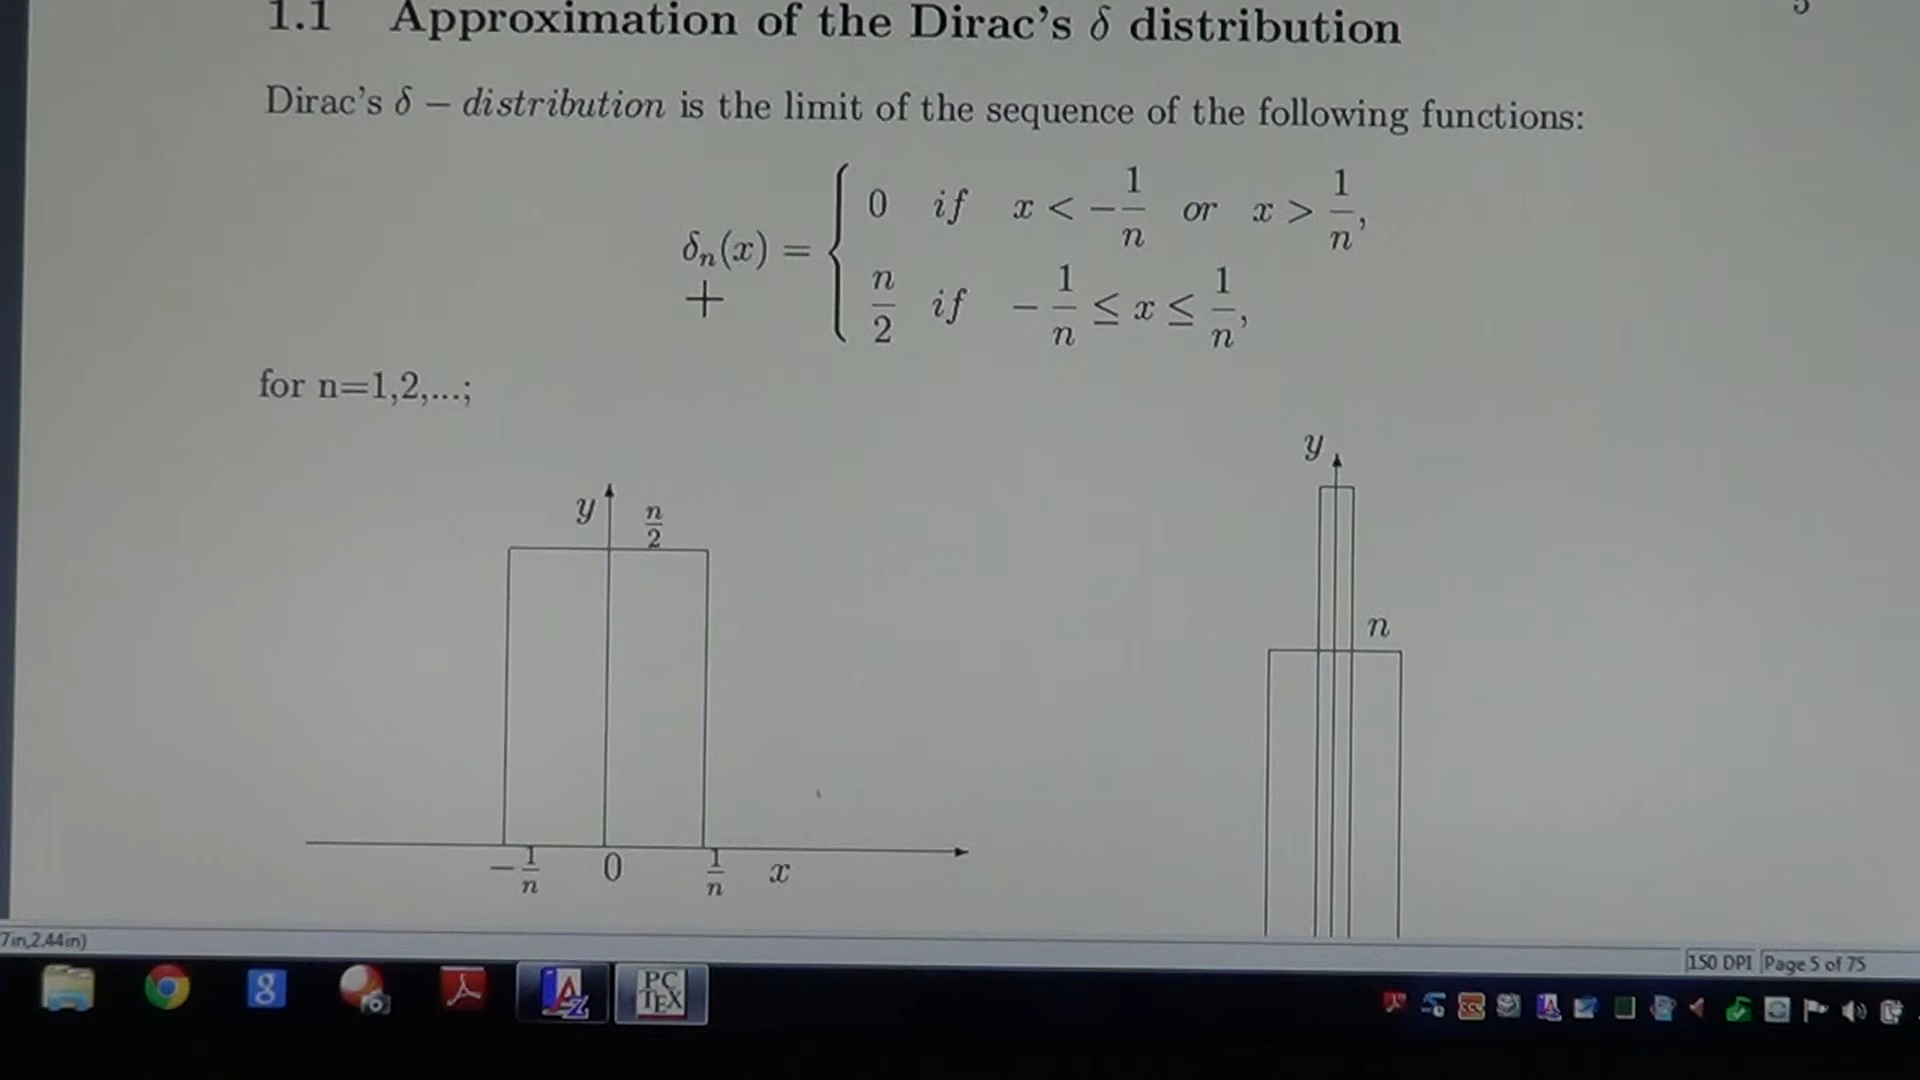 1.1 Approximation of the Dirac's δ distribution
Dirac's δ – distribution is the limit of the sequence of the following functions:
δₙ(x) = { 0 if x < −1/n or x > 1/n,
n/2 if −1/n ≤ x ≤ 1/n,
for n=1,2,...;
y n/2
−1/n 0 1/n x
y
n
7in,2.44in)
150 DPI Page 5 of 75
g
PC
TEX